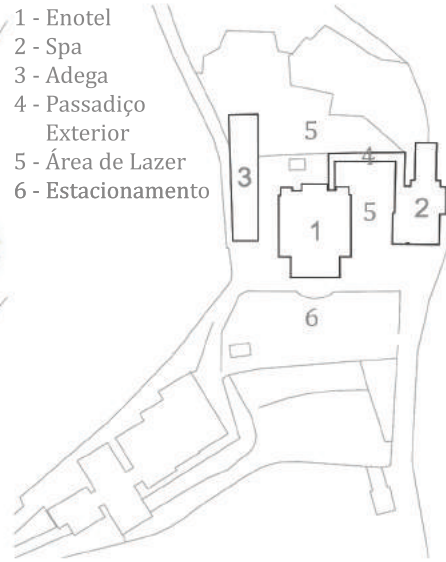 1 - Enotel
2 - Spa
3 - Adega
4 - Passadiço
Exterior
5 - Área de Lazer
6 - Estacionamento
5
4
3
2
5
1
6